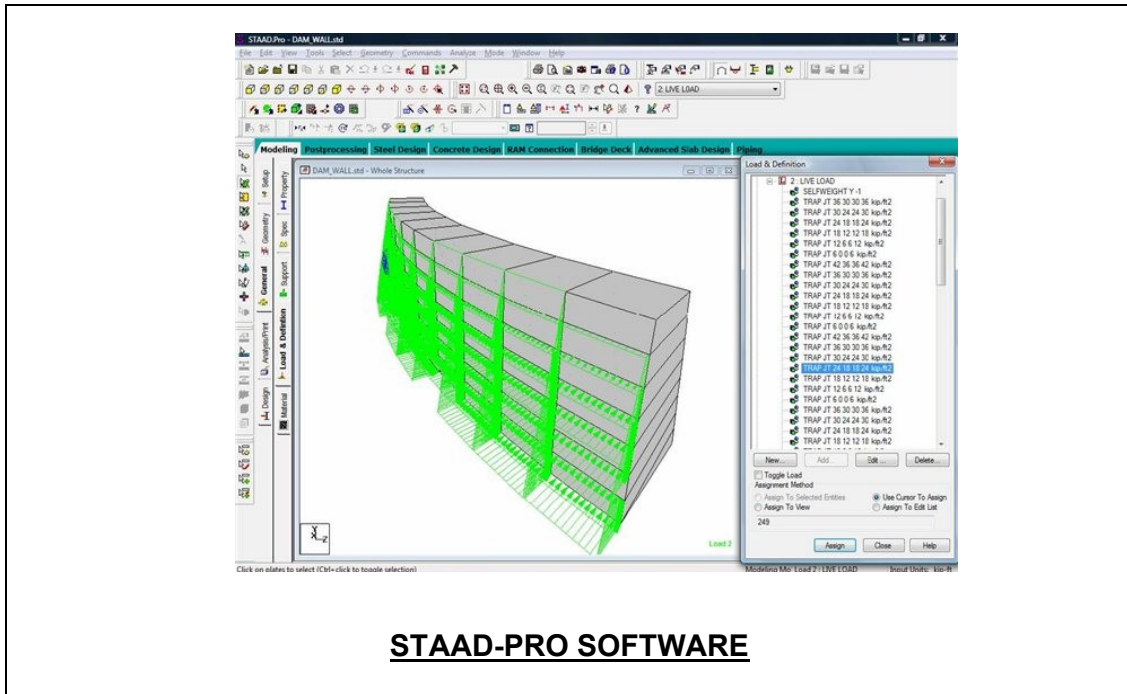 STAAD.Pro - DAM_WALL.std
File Edit View Tools Select Geometry Commands Analyze Mode Window Help
2: LIVE LOAD
Modeling Postprocessing Steel Design Concrete Design RAM Connection Bridge Deck Advanced Slab Design Piping
Setup
Geometry
General
Analysis/Print
Design
Property
Spec
Support
Load & Definition
Material
DAM_WALL.std - Whole Structure
Y
X
Z
Load 2
Load & Definition
2 : LIVE LOAD
SELFWEIGHT Y -1
TRAP JT 36 30 30 36 kip/ft2
TRAP JT 30 24 24 30 kip/ft2
TRAP JT 24 18 18 24 kip/ft2
TRAP JT 18 12 12 18 kip/ft2
TRAP JT 12 6 6 12 kip/ft2
TRAP JT 6 0 0 6 kip/ft2
TRAP JT 42 36 36 42 kip/ft2
TRAP JT 36 30 30 36 kip/ft2
TRAP JT 30 24 24 30 kip/ft2
TRAP JT 24 18 18 24 kip/ft2
TRAP JT 18 12 12 18 kip/ft2
TRAP JT 12 6 6 12 kip/ft2
TRAP JT 6 0 0 6 kip/ft2
TRAP JT 42 36 36 42 kip/ft2
TRAP JT 36 30 30 36 kip/ft2
TRAP JT 30 24 24 30 kip/ft2
TRAP JT 24 18 18 24 kip/ft2
TRAP JT 18 12 12 18 kip/ft2
TRAP JT 12 6 6 12 kip/ft2
TRAP JT 6 0 0 6 kip/ft2
TRAP JT 36 30 30 36 kip/ft2
TRAP JT 30 24 24 30 kip/ft2
TRAP JT 24 18 18 24 kip/ft2
TRAP JT 18 12 12 18 kip/ft2
New... Add... Edit ... Delete...
Toggle Load
Assignment Method
Assign To Selected Entities Use Cursor To Assign
Assign To View Assign To Edit List
249
Assign Close Help
Click on plates to select (Ctrl+click to toggle selection) Modeling Mo Load 2 : LIVE LOAD Input Units: kip-ft
STAAD-PRO SOFTWARE